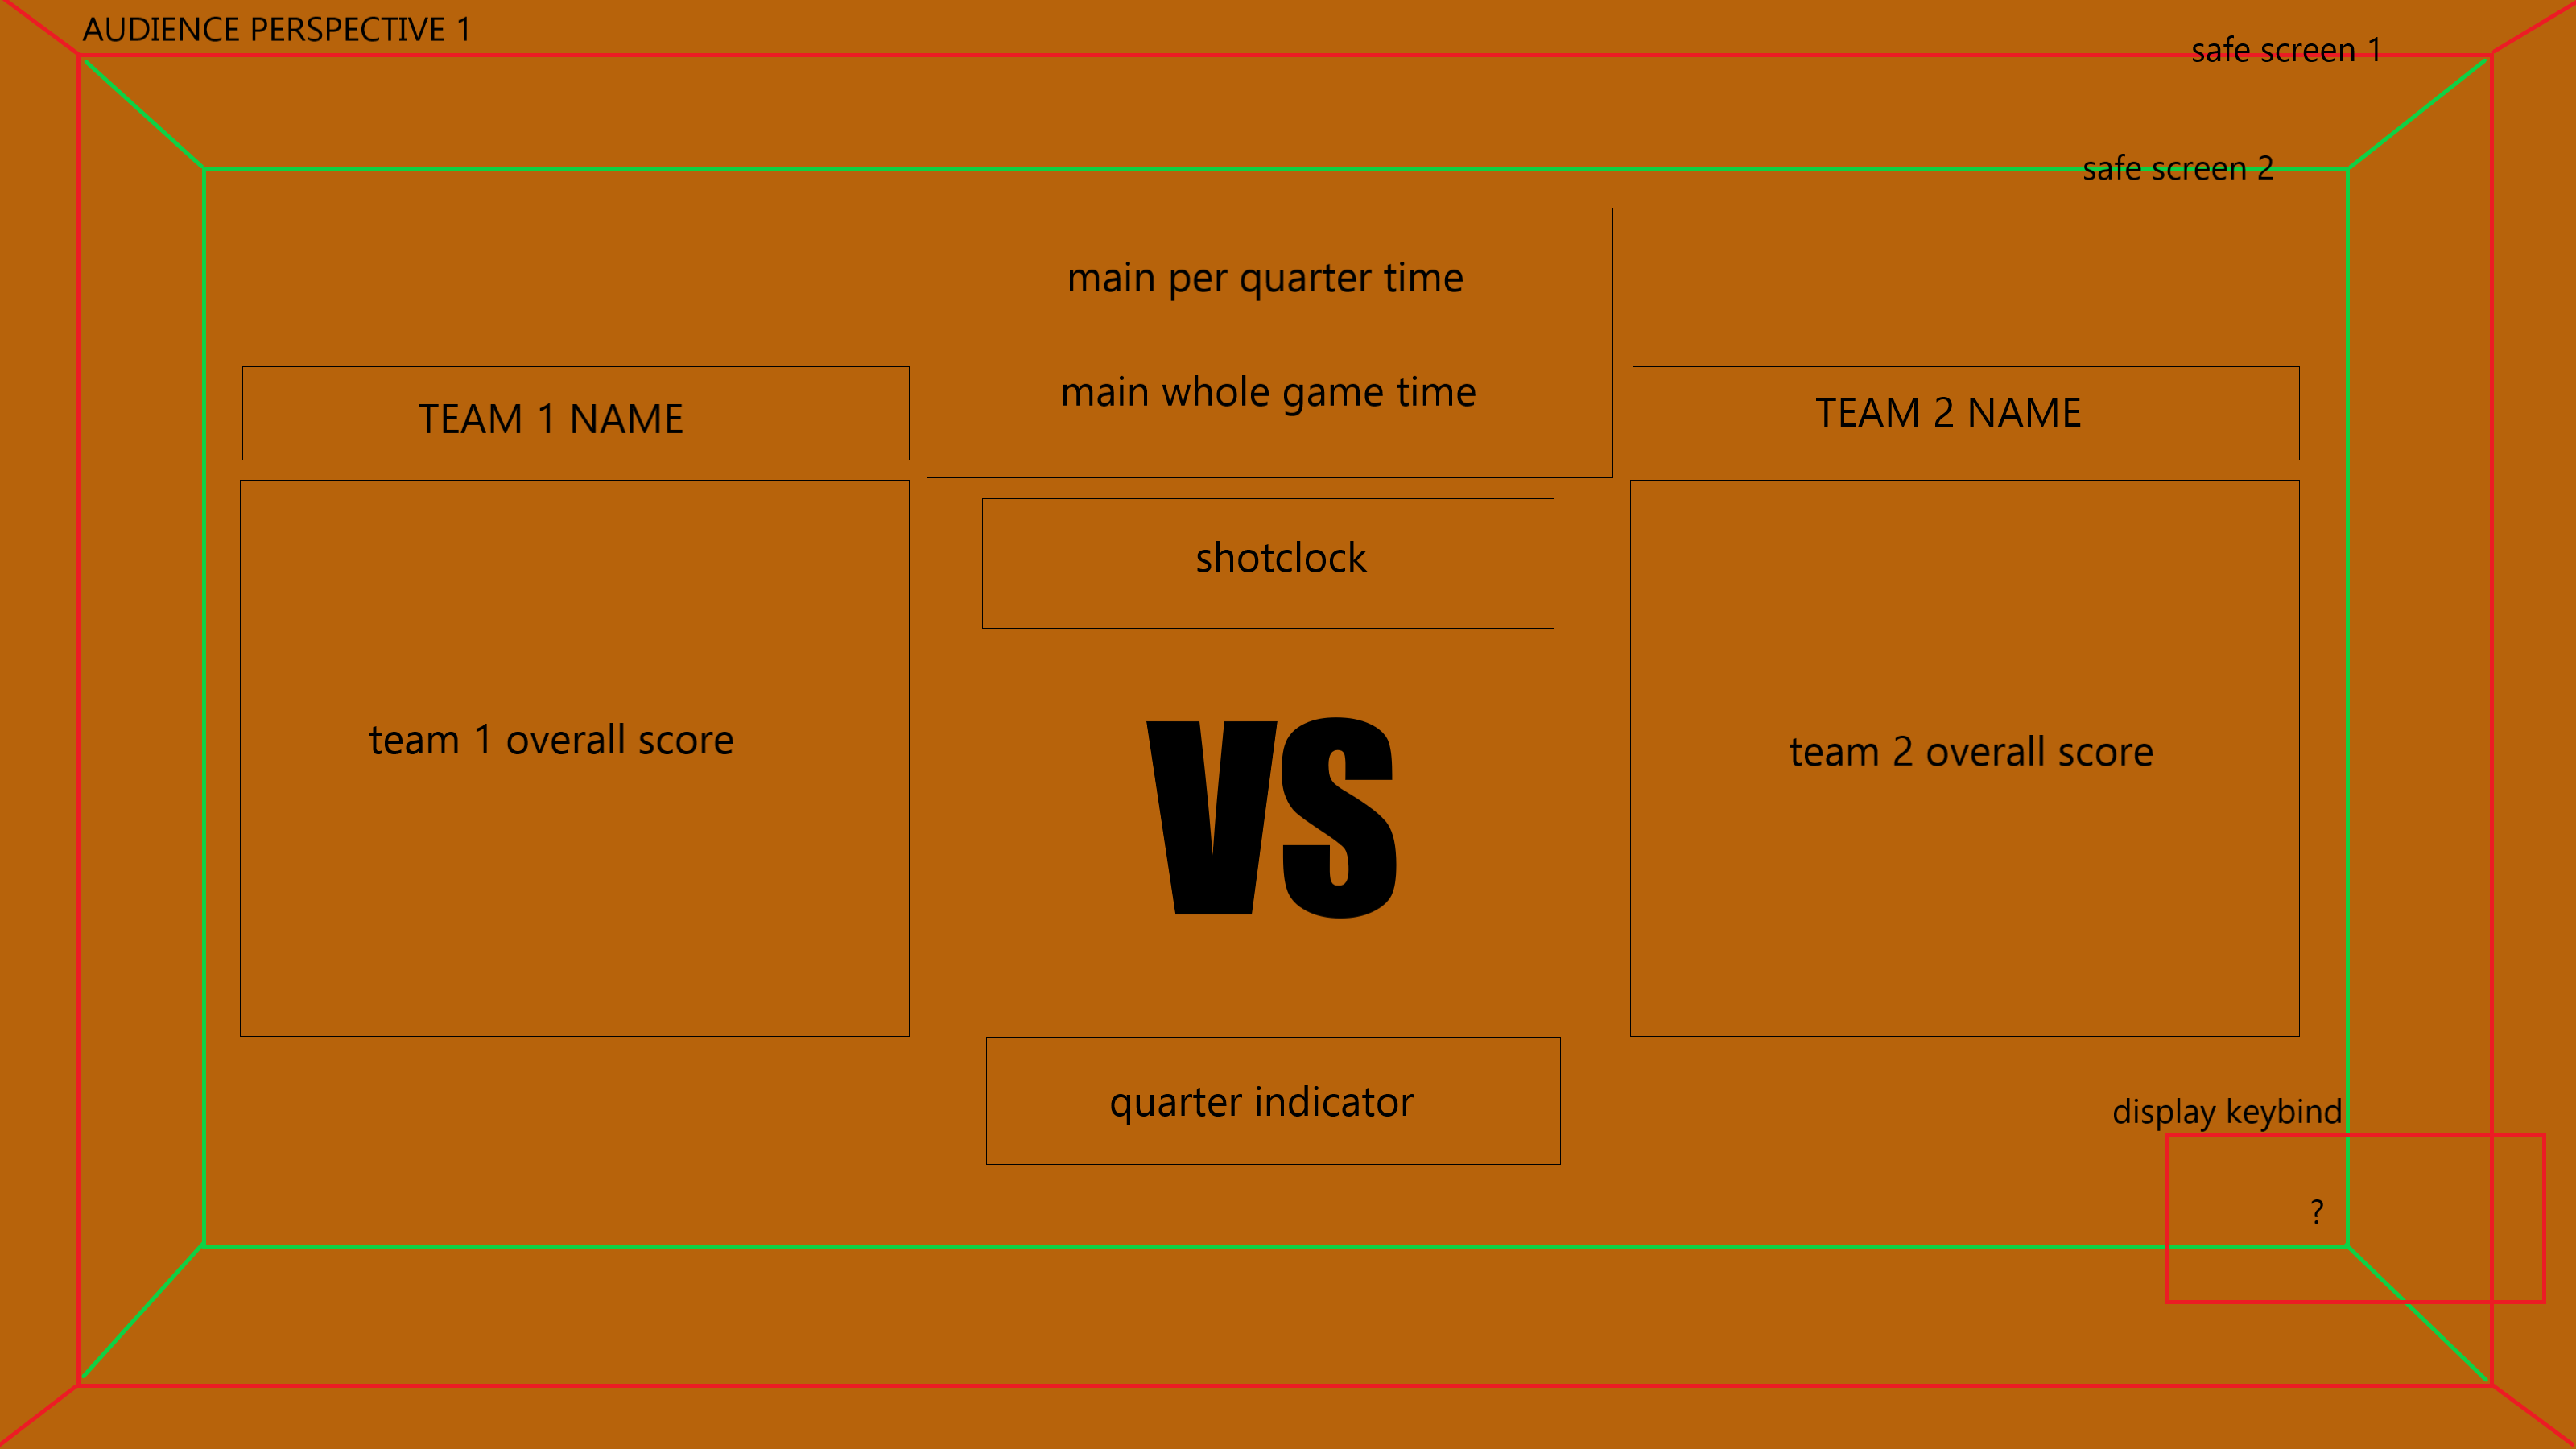 AUDIENCE PERSPECTIVE 1
safe screen 1
safe screen 2
main per quarter time
main whole game time
TEAM 1 NAME
TEAM 2 NAME
shotclock
team 1 overall score
VS
team 2 overall score
quarter indicator
display keybind
?